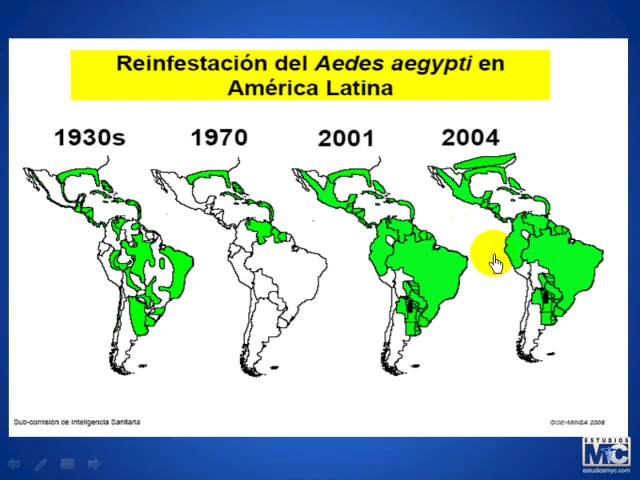 Reinfestación del Aedes aegypti en
América Latina
1930s 1970 2001 2004
Sub-comisión de Inteligencia Sanitaria
OGE-MINSA 2006
ESTUDIOS
MyC
estudiosmyc.com